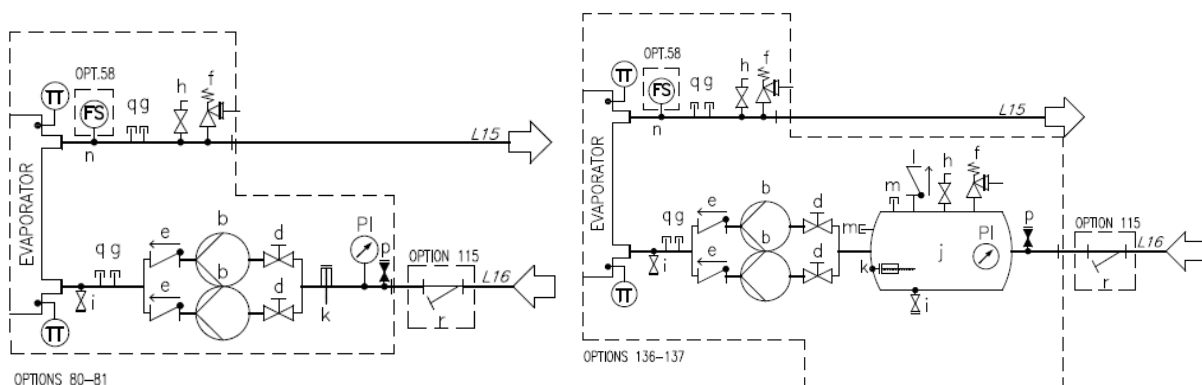 OPT.58
TT
FS
q g
h
f
n
L15
EVAPORATOR
b
e
d
PI
p
OPTION 115
q g
b
L16
e
d
i
k
r
TT
OPTIONS 80-81
OPT.58
TT
FS
q g
h
f
n
L15
EVAPORATOR
l
f
h
m
b
d
q g
e
m
PI
p
OPTION 115
b
j
L16
e
d
k
i
r
i
TT
OPTIONS 136-137